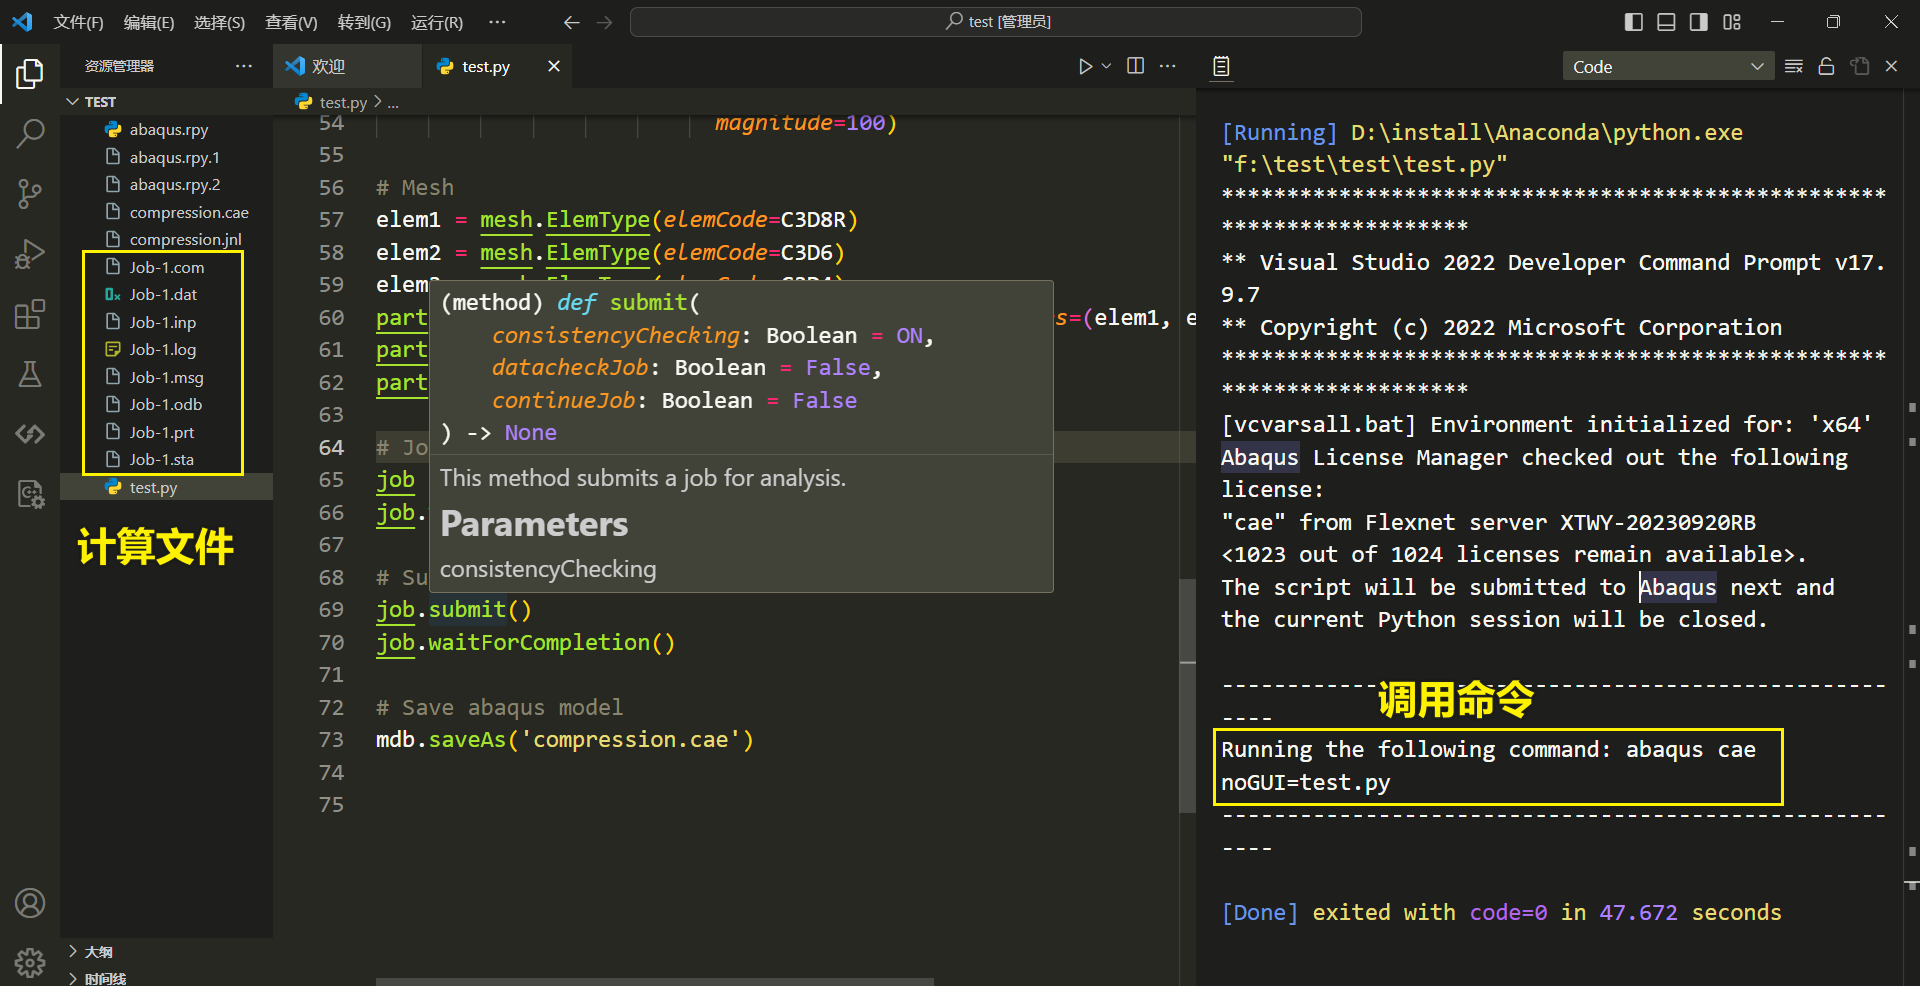 文件(F) 编辑(E) 选择(S) 查看(V) 转到(G) 运行(R) ··· test [管理员]
资源管理器 ···
TEST
abaqus.rpy
abaqus.rpy.1
abaqus.rpy.2
compression.cae
compression.jnl
Job-1.com
Job-1.dat
Job-1.inp
Job-1.log
Job-1.msg
Job-1.odb
Job-1.prt
Job-1.sta
test.py
计算文件
大纲
时间线
欢迎 test.py
test.py > ...
54 magnitude=100)
55
56 # Mesh
57 elem1 = mesh.ElemType(elemCode=C3D8R)
58 elem2 = mesh.ElemType(elemCode=C3D6)
59
60 part s=(elem1, e
61 part
62 part
63
64 # Jo
65 job
66 job.
67
68 # Su
69 job.submit()
70 job.waitForCompletion()
71
72 # Save abaqus model
73 mdb.saveAs('compression.cae')
74
75
(method) def submit(
consistencyChecking: Boolean = ON,
datacheckJob: Boolean = False,
continueJob: Boolean = False
) -> None
This method submits a job for analysis.
Parameters
consistencyChecking
Code
[Running] D:\install\Anaconda\python.exe
"f:\test\test\test.py"
***************************************************
*******************
** Visual Studio 2022 Developer Command Prompt v17.
9.7
** Copyright (c) 2022 Microsoft Corporation
***************************************************
*******************
[vcvarsall.bat] Environment initialized for: 'x64'
Abaqus License Manager checked out the following
license:
"cae" from Flexnet server XTWY-20230920RB
<1023 out of 1024 licenses remain available>.
The script will be submitted to Abaqus next and
the current Python session will be closed.
---------------------------------------------------
----
调用命令
Running the following command: abaqus cae
noGUI=test.py
---------------------------------------------------
----
[Done] exited with code=0 in 47.672 seconds